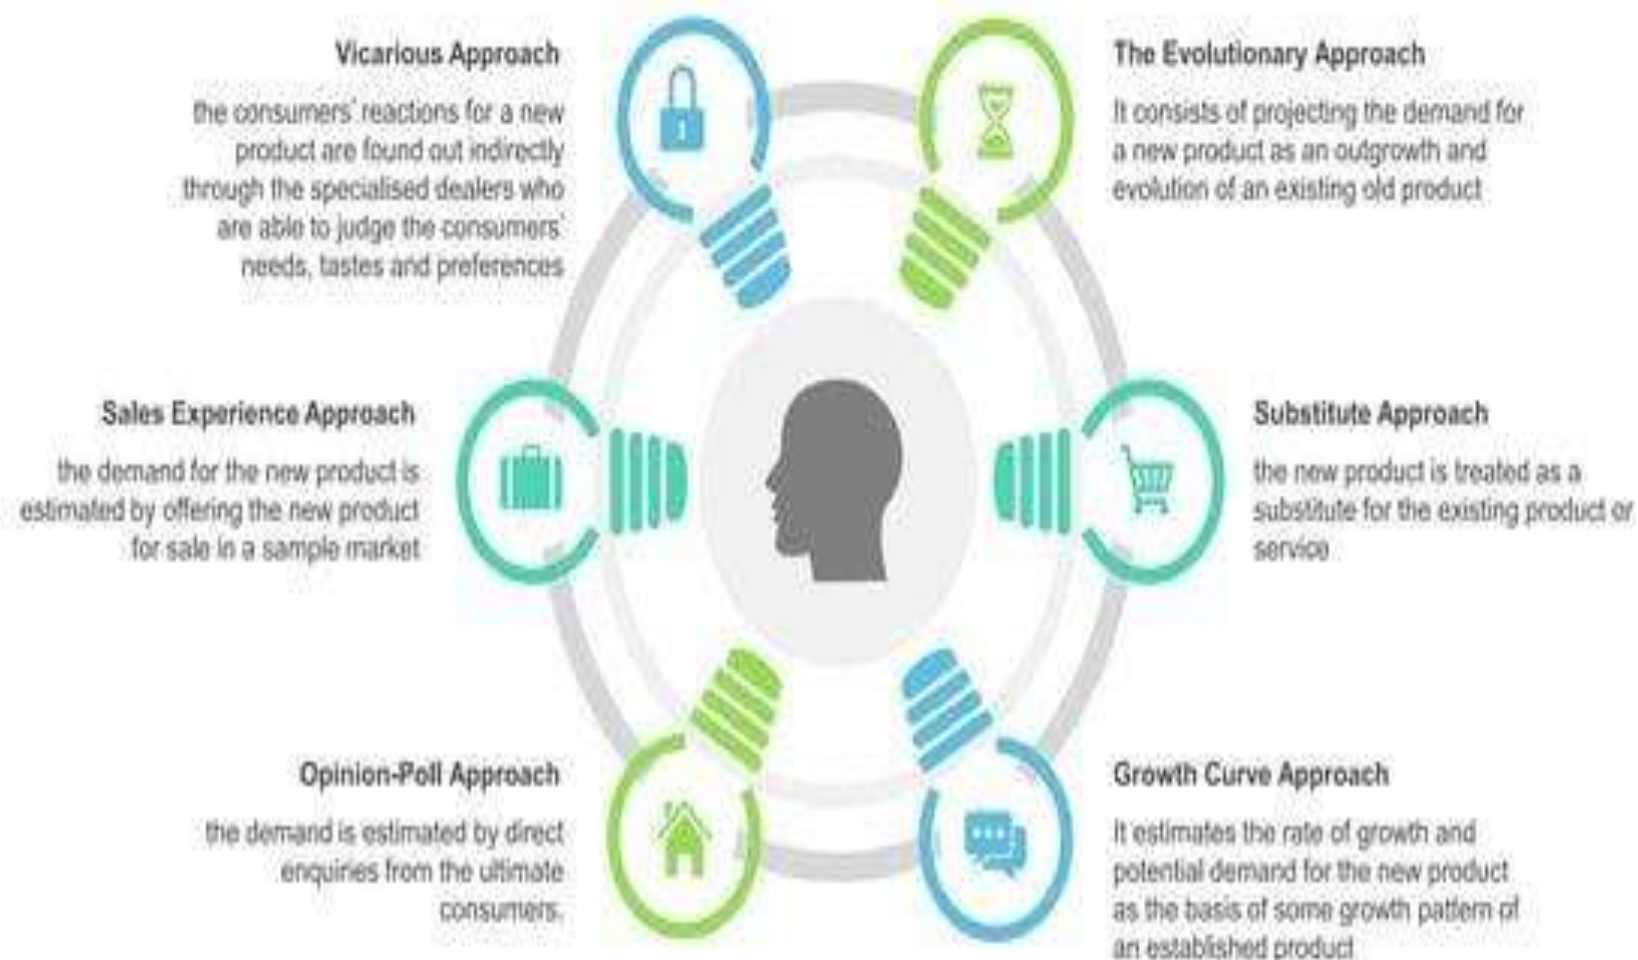 Vicarious Approach
the consumers' reactions for a new
product are found out indirectly
through the specialised dealers who
are able to judge the consumers'
needs, tastes and preferences
The Evolutionary Approach
It consists of projecting the demand for
a new product as an outgrowth and
evolution of an existing old product
Sales Experience Approach
the demand for the new product is
estimated by offering the new product
for sale in a sample market
Substitute Approach
the new product is treated as a
substitute for the existing product or
service
Opinion-Poll Approach
the demand is estimated by direct
enquiries from the ultimate
consumers.
Growth Curve Approach
It estimates the rate of growth and
potential demand for the new product
as the basis of some growth pattern of
an established product